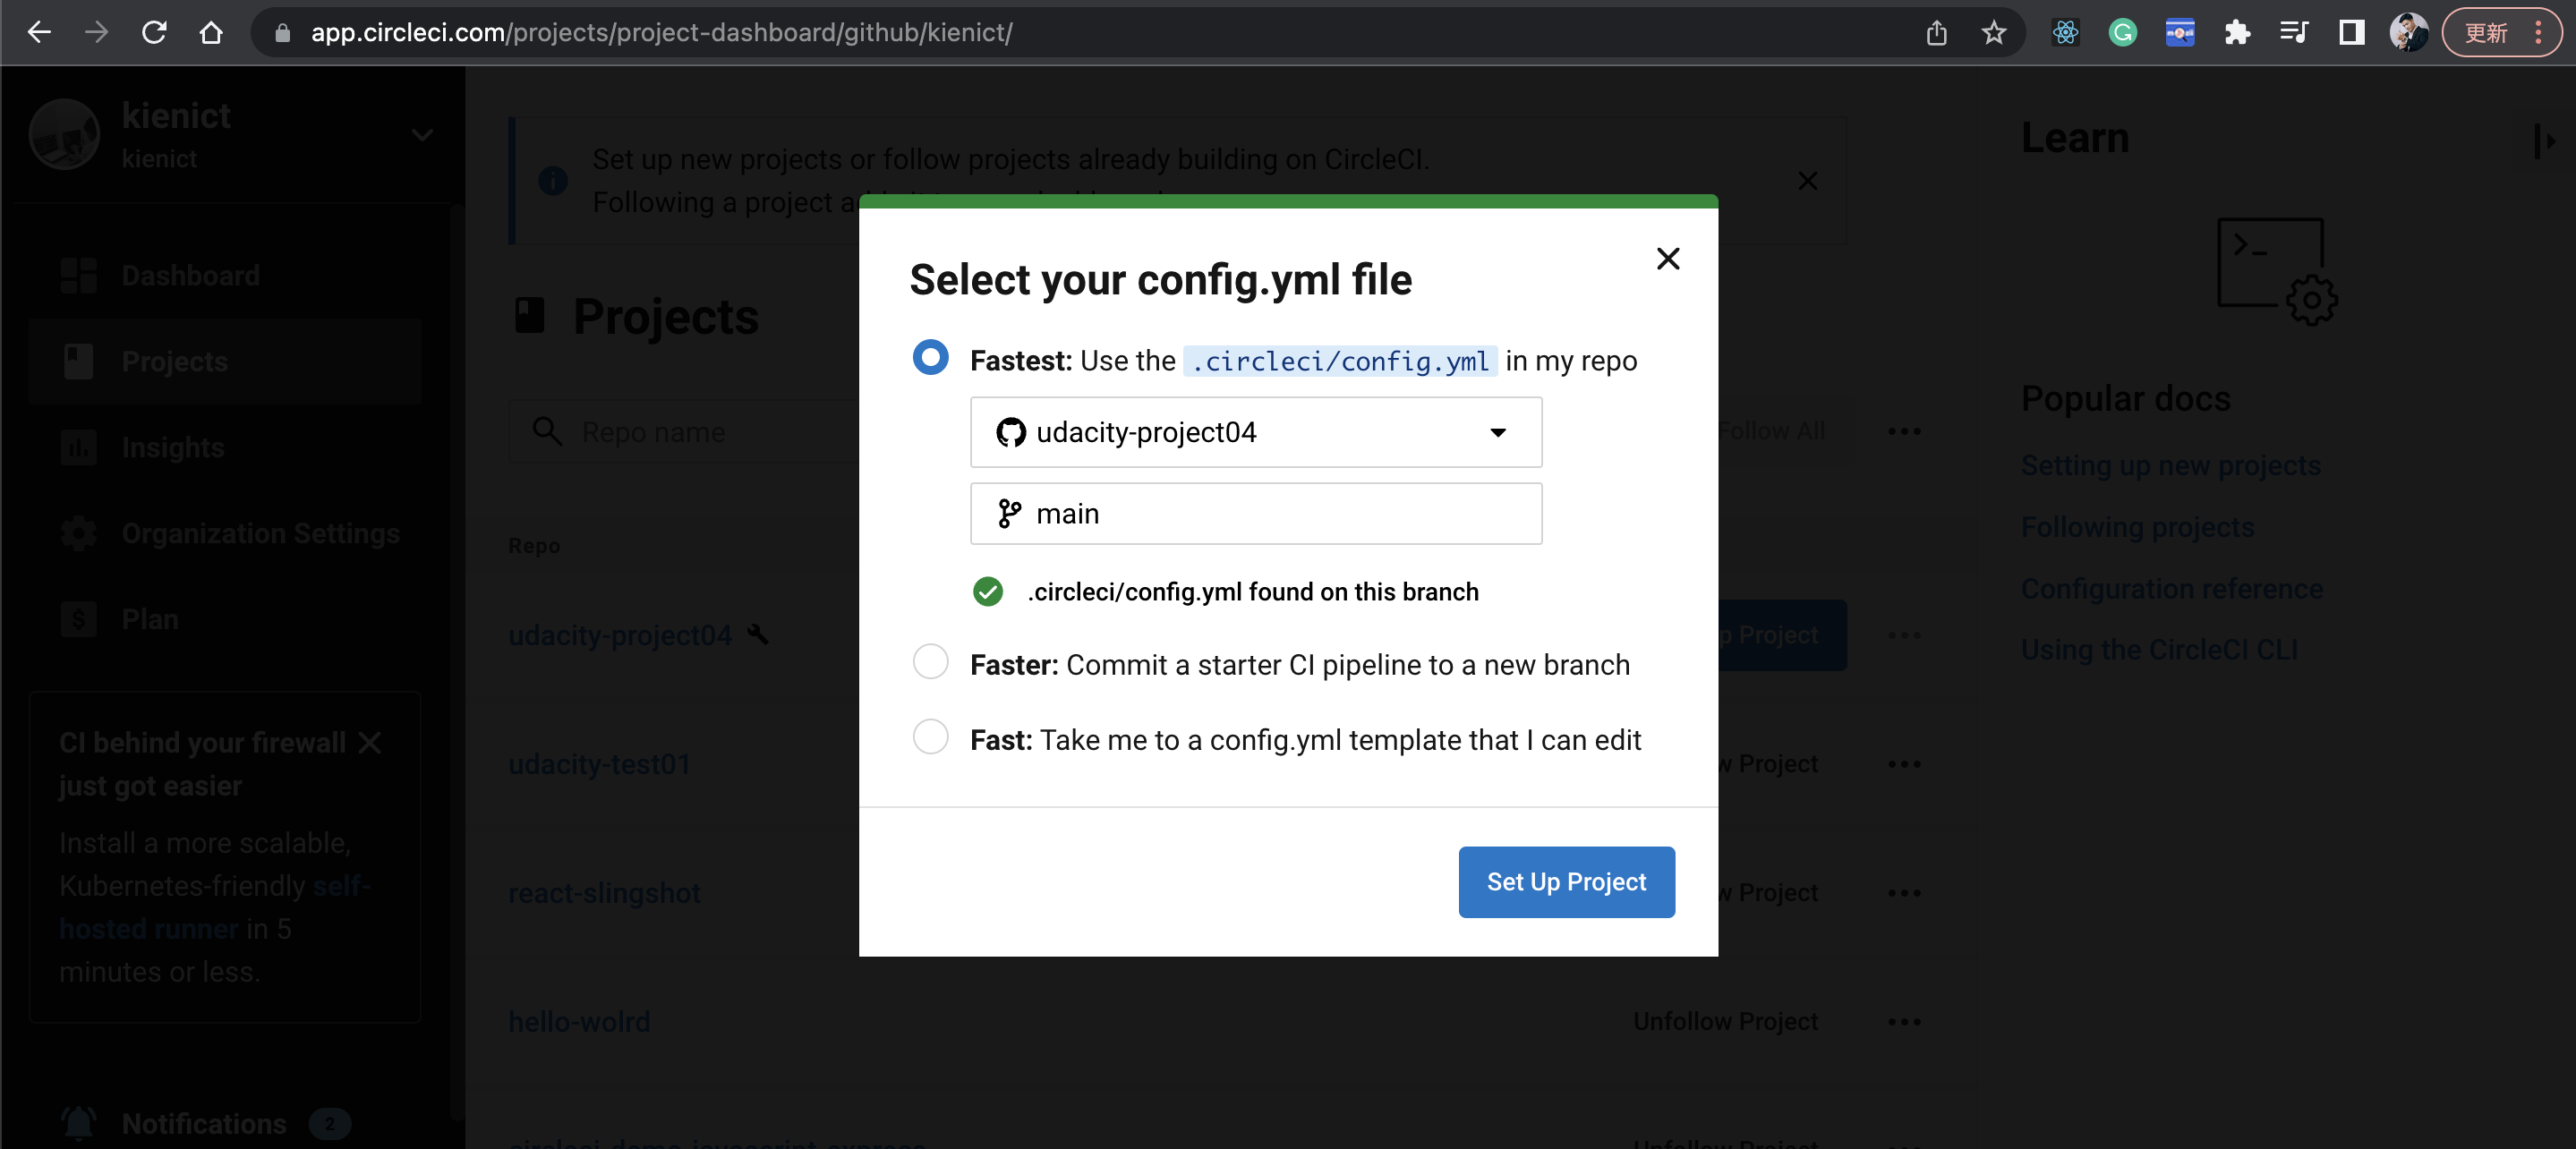 app.circleci.com/projects/project-dashboard/github/kienict/
更新
kienict
kienict
Dashboard
Projects
Insights
Organization Settings
Plan
CI behind your firewall
just got easier
Install a more scalable,
Kubernetes-friendly self-
hosted runner in 5
minutes or less.
Notifications 2
Set up new projects or follow projects already building on CircleCI.
Following a project
Projects
Repo name
Follow All
Repo
udacity-project04
Project
udacity-test01
Project
react-slingshot
Project
hello-wolrd
Unfollow Project
Select your config.yml file
Fastest: Use the .circleci/config.yml in my repo
udacity-project04
main
.circleci/config.yml found on this branch
Faster: Commit a starter CI pipeline to a new branch
Fast: Take me to a config.yml template that I can edit
Set Up Project
Learn
Popular docs
Setting up new projects
Following projects
Configuration reference
Using the CircleCI CLI